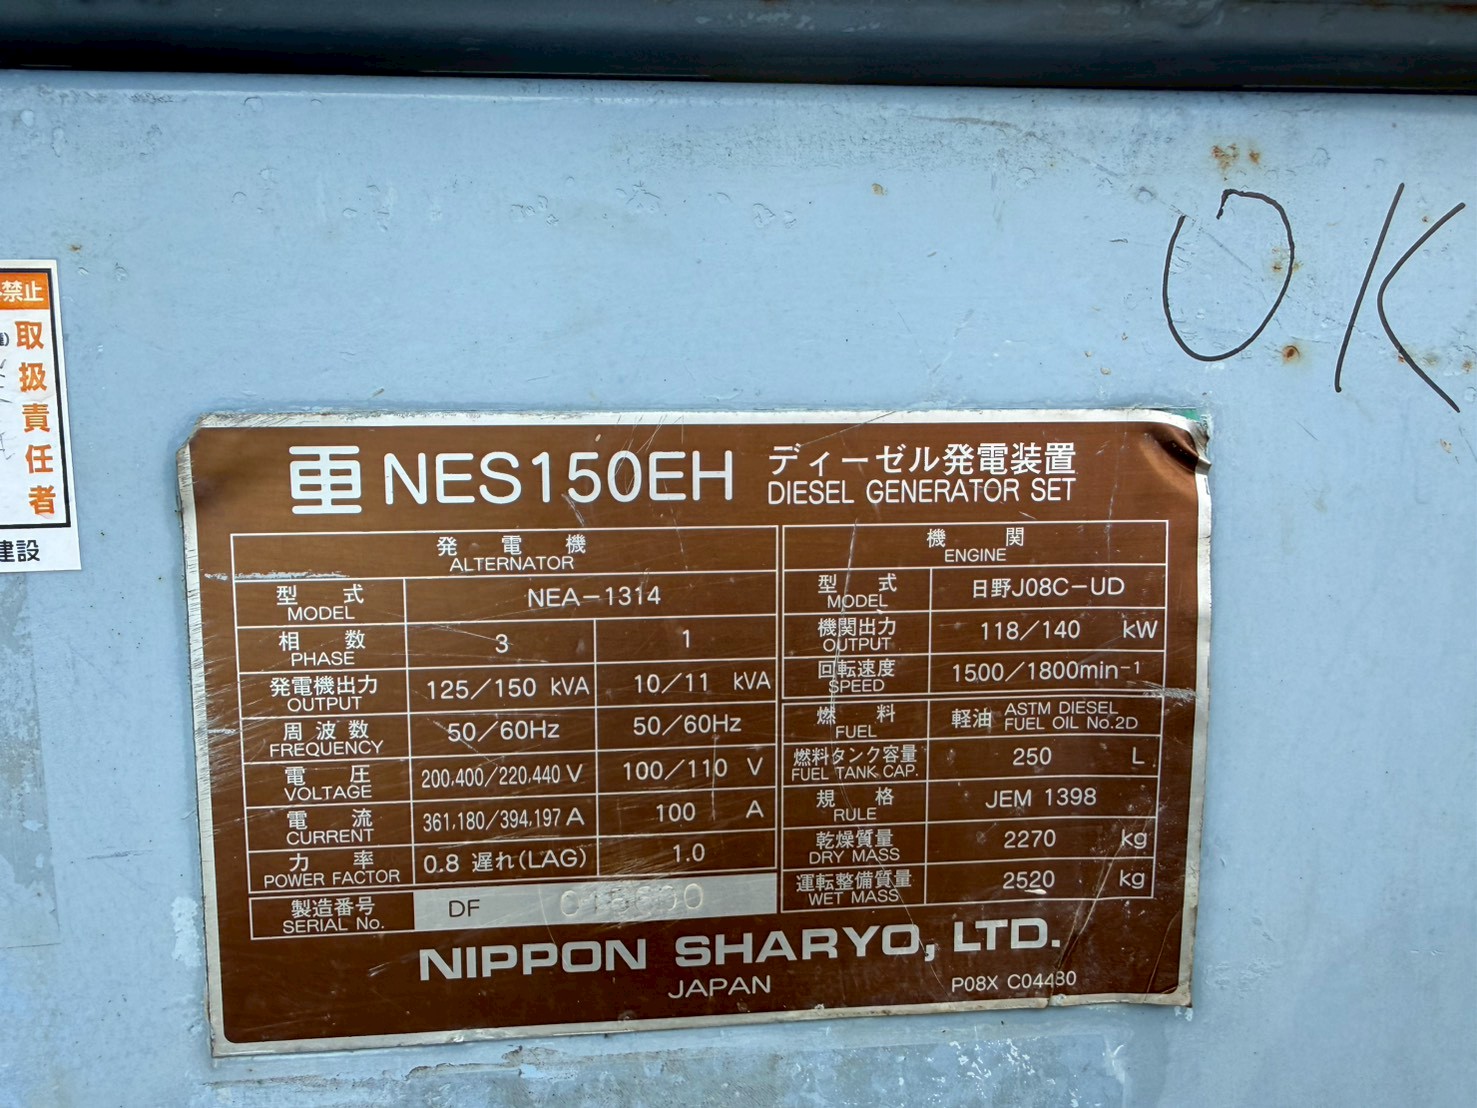 OK
禁止
取扱責任者
建設
NES150EH ディーゼル発電装置
DIESEL GENERATOR SET
発電機
ALTERNATOR
型式 MODEL NEA-1314
相数 PHASE 3 1
発電機出力 OUTPUT 125/150 kVA 10/11 kVA
周波数 FREQUENCY 50/60Hz 50/60Hz
電圧 VOLTAGE 200,400/220,440 V 100/110 V
電流 CURRENT 361,180/394,197 A 100 A
力率 POWER FACTOR 0.8 遅れ(LAG) 1.0
製造番号 SERIAL No. DF
機関
ENGINE
型式 MODEL 日野J08C-UD
機関出力 OUTPUT 118/140 kW
回転速度 SPEED 1500/1800min⁻¹
燃料 FUEL 軽油 ASTM DIESEL FUEL OIL No.2D
燃料タンク容量 FUEL TANK CAP. 250 L
規格 RULE JEM 1398
乾燥質量 DRY MASS 2270 kg
運転整備質量 WET MASS 2520 kg
NIPPON SHARYO, LTD.
JAPAN
P08X C04480